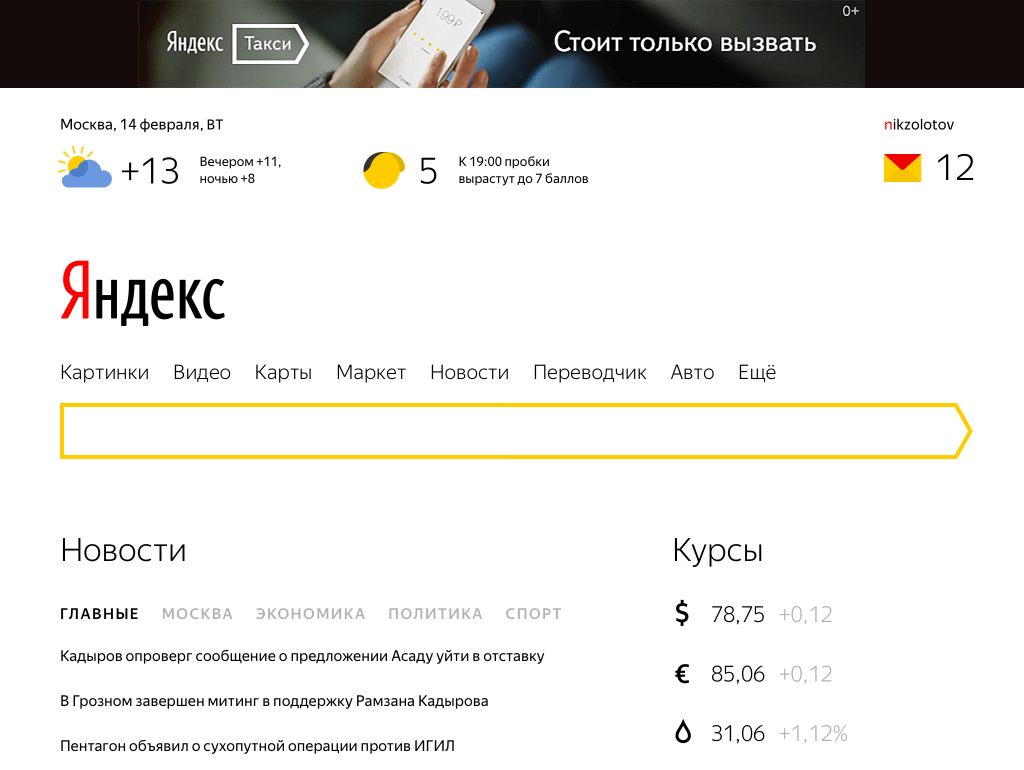 Яндекс Такси
199 ₽
Стоит только вызвать
0+
Москва, 14 февраля, ВТ
nikzolotov
+13
Вечером +11,
ночью +8
5
К 19:00 пробки
вырастут до 7 баллов
12
Яндекс
Картинки Видео Карты Маркет Новости Переводчик Авто Ещё
Новости
ГЛАВНЫЕ МОСКВА ЭКОНОМИКА ПОЛИТИКА СПОРТ
Кадыров опроверг сообщение о предложении Асаду уйти в отставку
В Грозном завершен митинг в поддержку Рамзана Кадырова
Пентагон объявил о сухопутной операции против ИГИЛ
Курсы
$ 78,75 +0,12
€ 85,06 +0,12
31,06 +1,12%